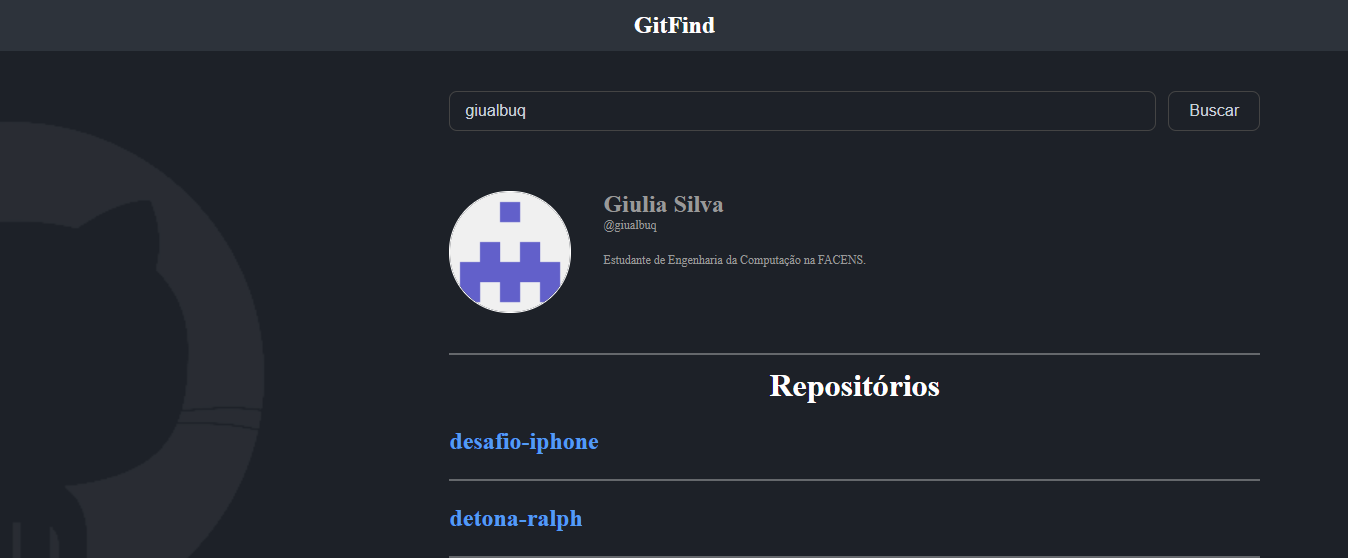 GitFind
giualbuq
Buscar
Giulia Silva
@giualbuq
Estudante de Engenharia da Computação na FACENS.
Repositórios
desafio-iphone
detona-ralph